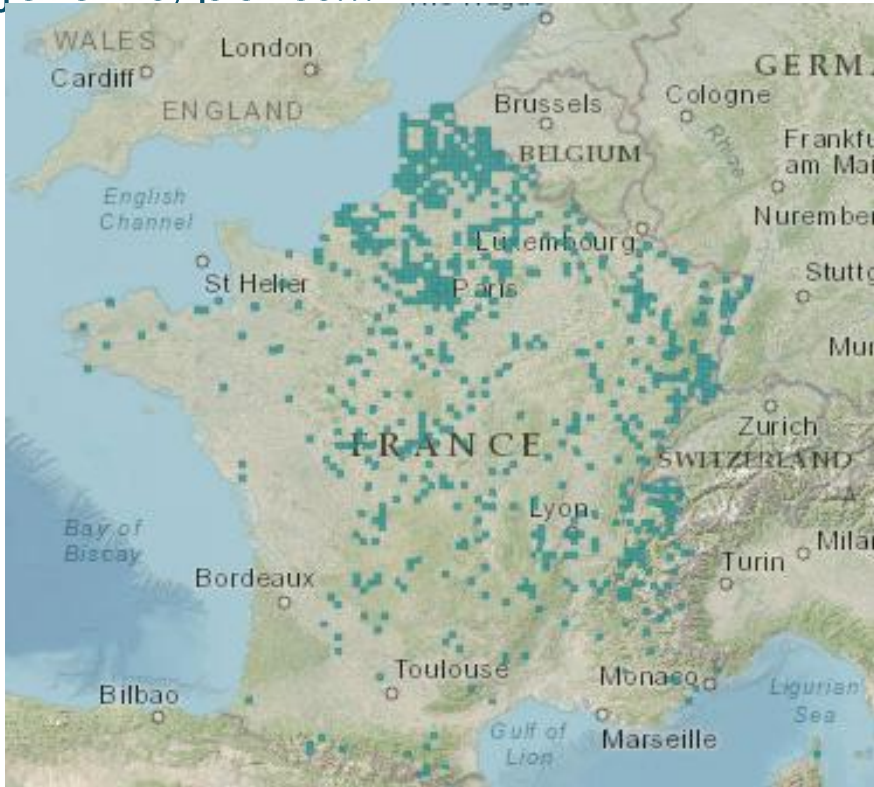 WALES
London
Cardiff
ENGLAND
Brussels
GERMA
Cologne
Rhine
BELGIUM
Frankfu
am Mai
English
Channel
Nurember
Luxembourg
St Helier
Paris
Stuttg
Mur
Zurich
FRANCE
SWITZERLAND
Lyon
Bay of
Biscay
Milan
Turin
Bordeaux
Toulouse
Monaco
Bilbao
Ligurian
Sea
Gulf of
Lion
Marseille